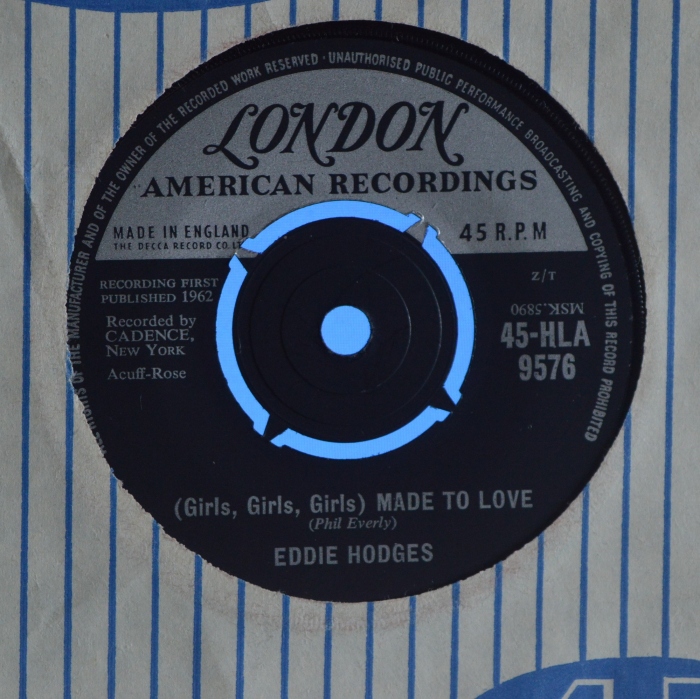 RIGHTS OF THE MANUFACTURER AND OF THE OWNER OF THE RECORDED WORK RESERVED · UNAUTHORISED PUBLIC PERFORMANCE BROADCASTING AND COPYING OF THIS RECORD PROHIBITED
LONDON
AMERICAN RECORDINGS
MADE IN ENGLAND
THE DECCA RECORD CO. LTD
45 R.P.M
RECORDING FIRST
PUBLISHED 1962
Recorded by
CADENCE,
NEW YORK
Acuff-Rose
Z/T
MSK.5890
45-HLA
9576
(Girls, Girls, Girls) MADE TO LOVE
(Phil Everly)
EDDIE HODGES